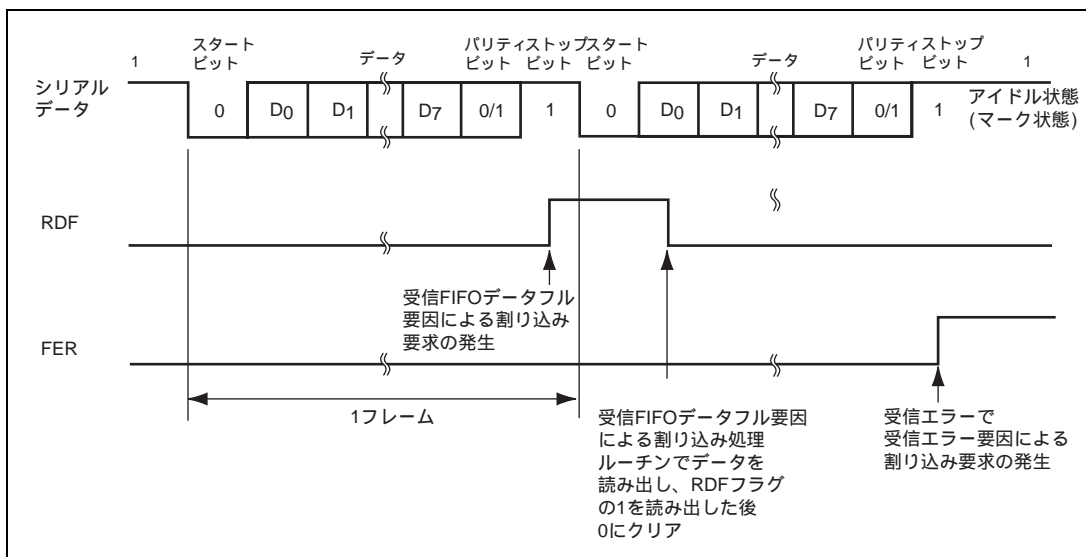 スタート
ビット
データ
パリティ
ビット
ストップ
ビット
スタート
ビット
データ
パリティ
ビット
ストップ
ビット
1
1
シリアル
データ
0 D0 D1 D7 0/1 1 0 D0 D1 D7 0/1 1
アイドル状態
(マーク状態)
RDF
受信FIFOデータフル
要因による割り込み
要求の発生
FER
1フレーム
受信FIFOデータフル要因
による割り込み処理
ルーチンでデータを
読み出し、RDFフラグ
の1を読み出した後
0にクリア
受信エラーで
受信エラー要因による
割り込み要求の発生